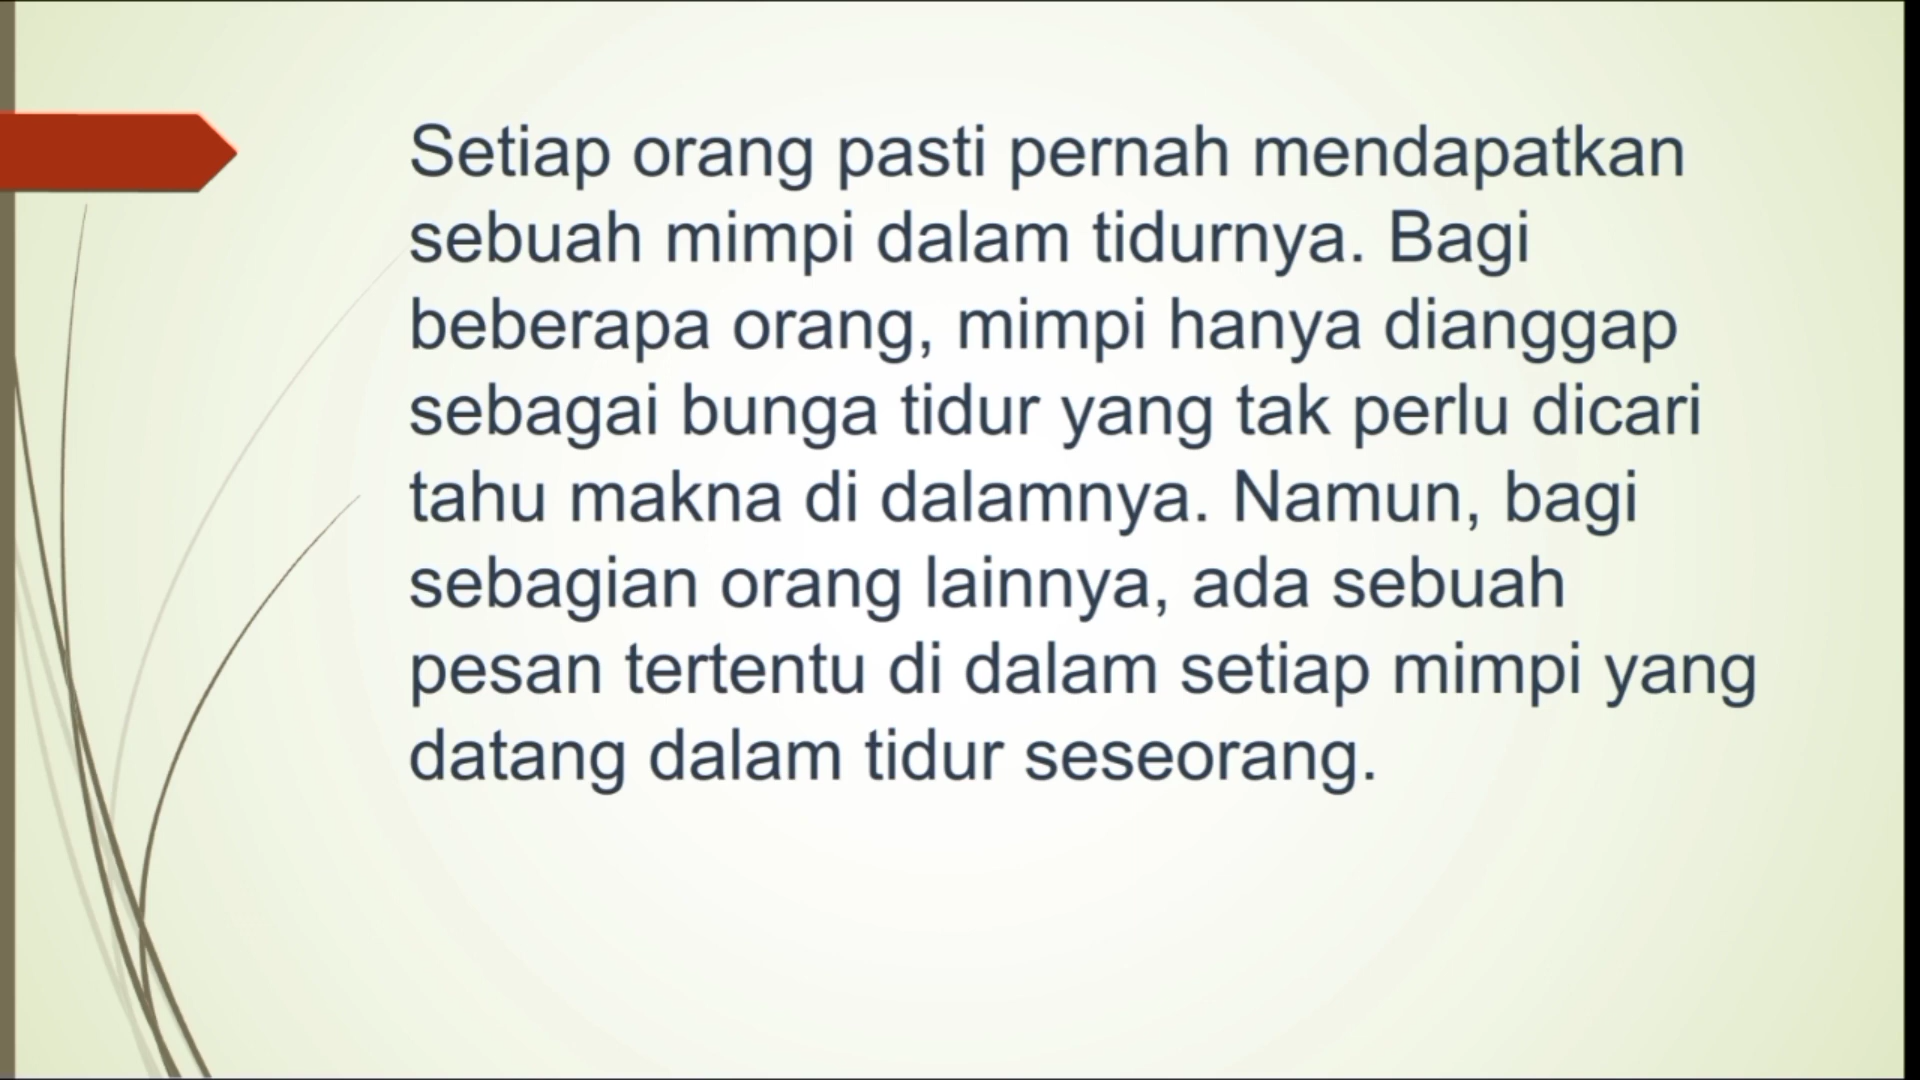 Setiap orang pasti pernah mendapatkan
sebuah mimpi dalam tidurnya. Bagi
beberapa orang, mimpi hanya dianggap
sebagai bunga tidur yang tak perlu dicari
tahu makna di dalamnya. Namun, bagi
sebagian orang lainnya, ada sebuah
pesan tertentu di dalam setiap mimpi yang
datang dalam tidur seseorang.